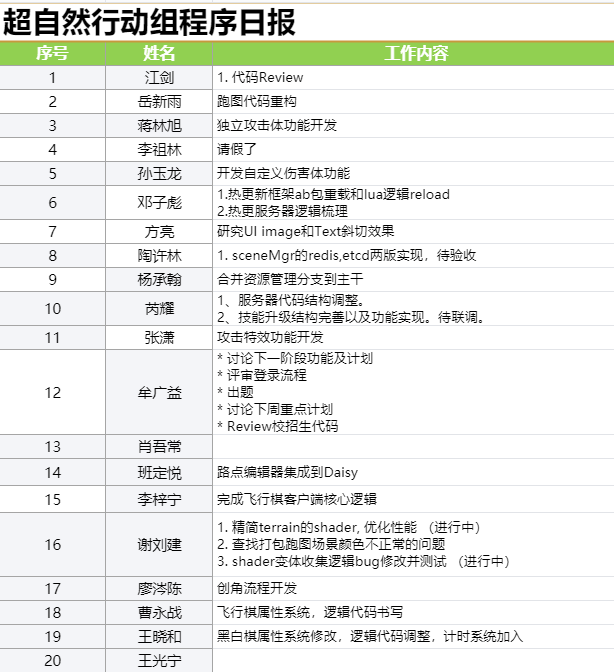 超自然行动组程序日报
序号 姓名 工作内容
1 江剑 1. 代码Review
2 岳新雨 跑图代码重构
3 蒋林旭 独立攻击体功能开发
4 李祖林 请假了
5 孙玉龙 开发自定义伤害体功能
6 邓子彪 1.热更新框架ab包重载和lua逻辑reload
2.热更服务器逻辑梳理
7 方亮 研究UI image和Text斜切效果
8 陶许林 1. sceneMgr的redis,etcd两版实现，待验收
9 杨承翰 合并资源管理分支到主干
10 芮耀 1、服务器代码结构调整。
2、技能升级结构完善以及功能实现。待联调。
11 张潇 攻击特效功能开发
12 牟广益 * 讨论下一阶段功能及计划
* 评审登录流程
* 出题
* 讨论下周重点计划
* Review校招生代码
13 肖吾常
14 班定悦 路点编辑器集成到Daisy
15 李梓宁 完成飞行棋客户端核心逻辑
16 谢刘建 1. 精简terrain的shader, 优化性能 （进行中）
2. 查找打包跑图场景颜色不正常的问题
3. shader变体收集逻辑bug修改并测试 （进行中）
17 廖涔陈 创角流程开发
18 曹永战 飞行棋属性系统，逻辑代码书写
19 王晓和 黑白棋属性系统修改，逻辑代码调整，计时系统加入
20 王光宁